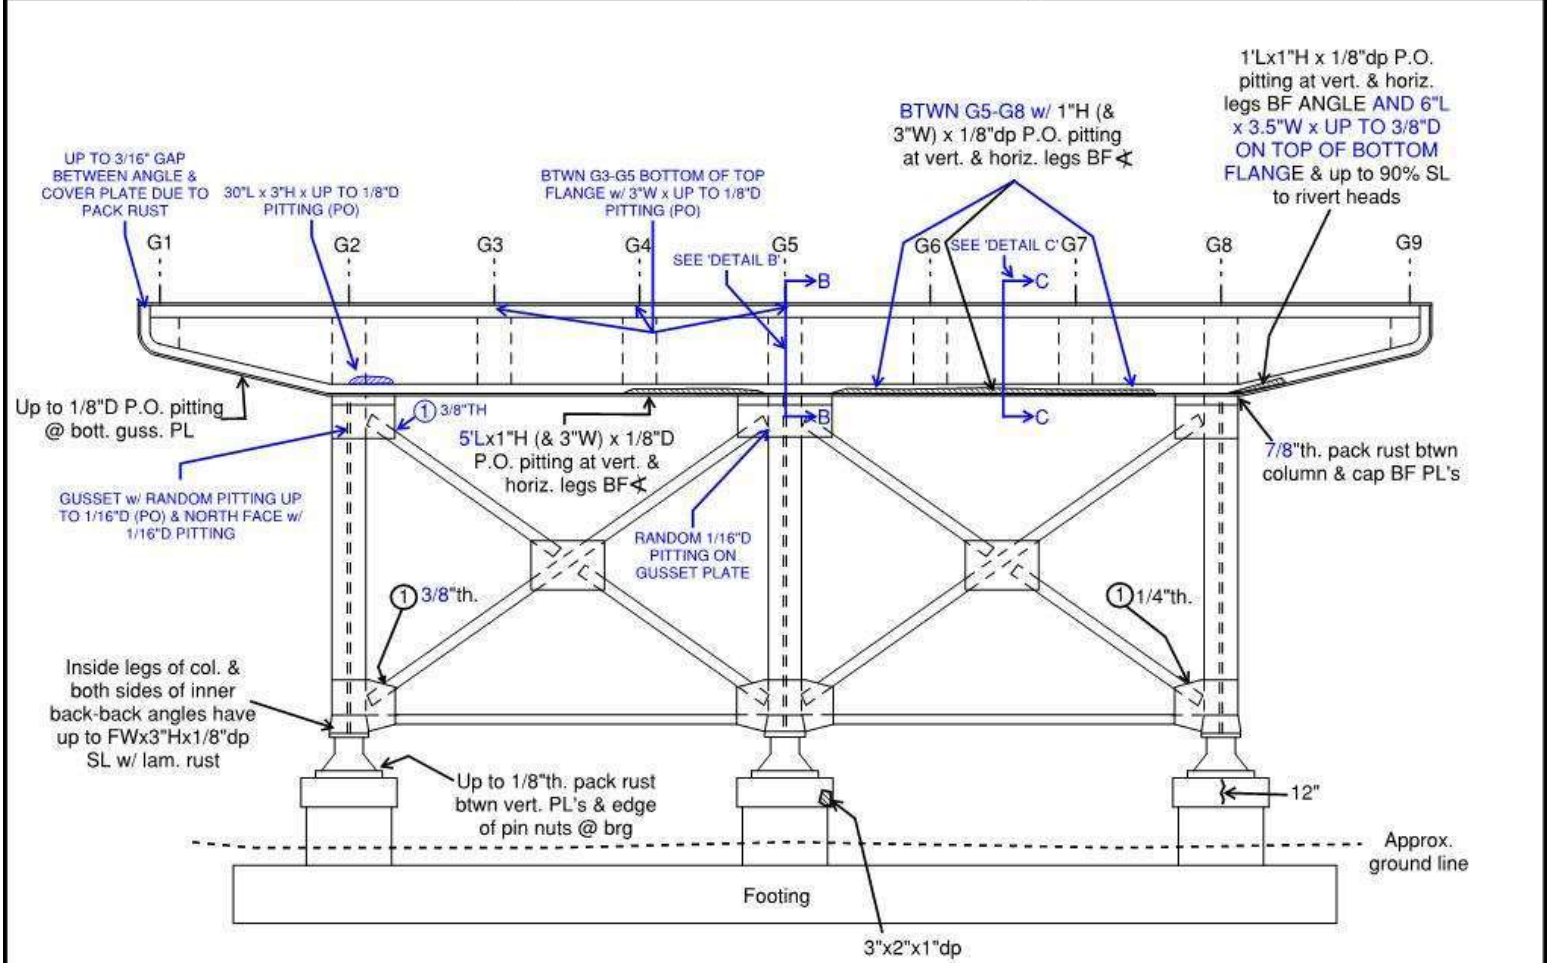 1'Lx1"H x 1/8"dp P.O.
pitting at vert. & horiz.
legs BF ANGLE AND 6"L
x 3.5"W x UP TO 3/8"D
ON TOP OF BOTTOM
FLANGE & up to 90% SL
to rivert heads
BTWN G5-G8 w/ 1"H (&
3"W) x 1/8"dp P.O. pitting
at vert. & horiz. legs BF∢
UP TO 3/16" GAP
BETWEEN ANGLE &
COVER PLATE DUE TO
PACK RUST
30"L x 3"H x UP TO 1/8"D
PITTING (PO)
BTWN G3-G5 BOTTOM OF TOP
FLANGE w/ 3"W x UP TO 1/8"D
PITTING (PO)
G1
G2
G3
G4
SEE 'DETAIL B'
G5
G6
SEE 'DETAIL C'
G7
G8
G9
B
C
Up to 1/8"D P.O. pitting
@ bott. guss. PL
1 3/8"TH
B
C
5'Lx1"H (& 3"W) x 1/8"D
P.O. pitting at vert. &
horiz. legs BF∢
7/8"th. pack rust btwn
column & cap BF PL's
GUSSET w/ RANDOM PITTING UP
TO 1/16"D (PO) & NORTH FACE w/
1/16"D PITTING
RANDOM 1/16"D
PITTING ON
GUSSET PLATE
1 3/8"th.
1 1/4"th.
Inside legs of col. &
both sides of inner
back-back angles have
up to FWx3"Hx1/8"dp
SL w/ lam. rust
Up to 1/8"th. pack rust
btwn vert. PL's & edge
of pin nuts @ brg
12"
Approx.
ground line
Footing
3"x2"x1"dp